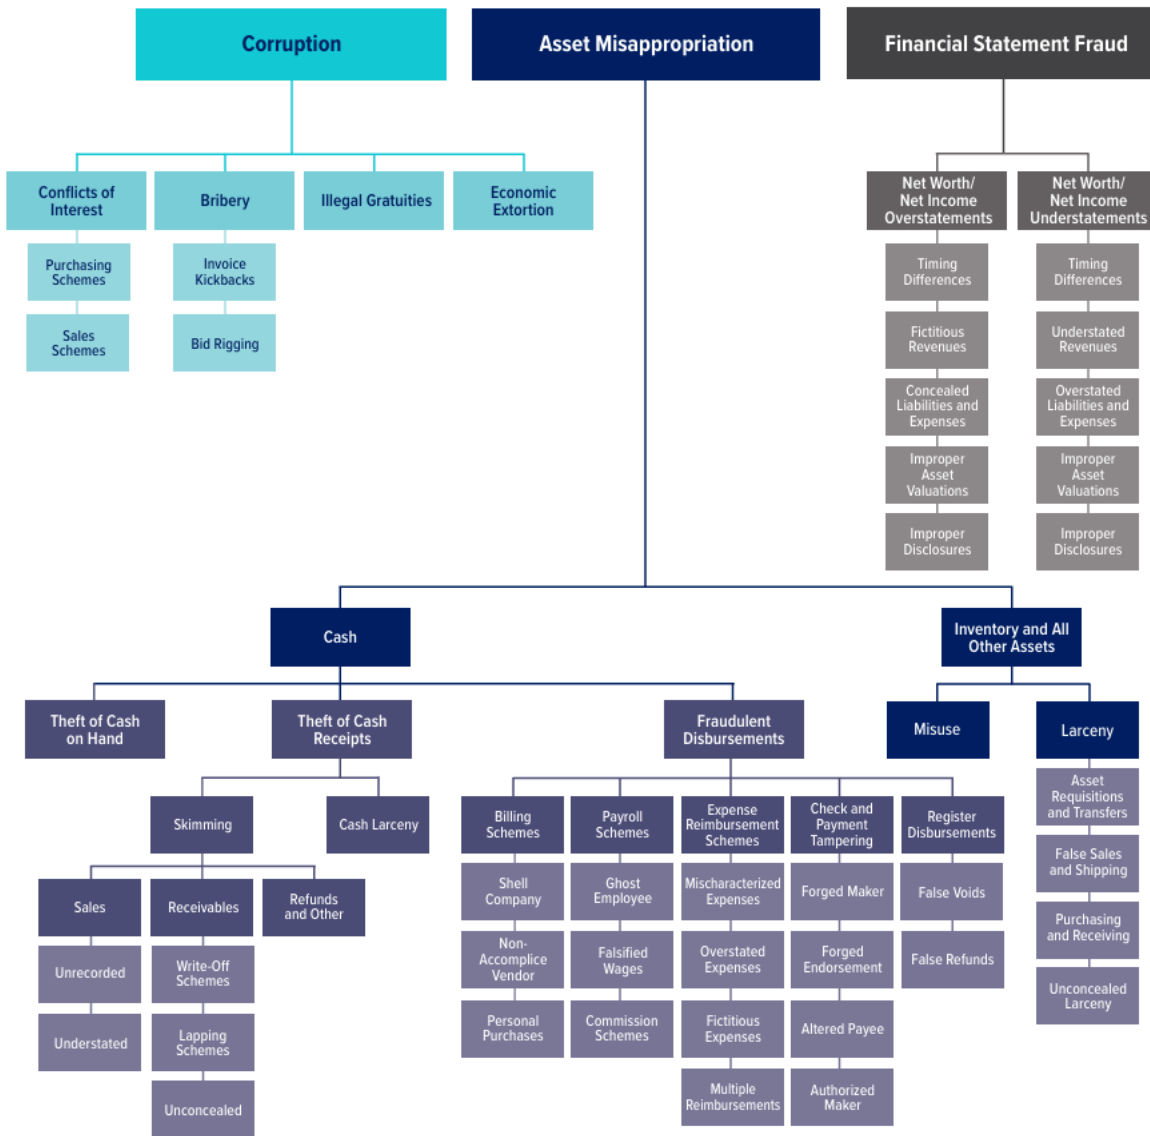 Corruption
Asset Misappropriation
Financial Statement Fraud
Conflicts of
Interest
Bribery
Illegal Gratuities
Economic
Extortion
Net Worth/
Net Income
Overstatements
Net Worth/
Net Income
Understatements
Purchasing
Schemes
Sales
Schemes
Invoice
Kickbacks
Bid Rigging
Timing
Differences
Fictitious
Revenues
Concealed
Liabilities and
Expenses
Improper
Asset
Valuations
Improper
Disclosures
Timing
Differences
Understated
Revenues
Overstated
Liabilities and
Expenses
Improper
Asset
Valuations
Improper
Disclosures
Cash
Inventory and All
Other Assets
Theft of Cash
on Hand
Theft of Cash
Receipts
Fraudulent
Disbursements
Misuse
Larceny
Skimming
Cash Larceny
Sales
Receivables
Refunds
and Other
Unrecorded
Understated
Write-Off
Schemes
Lapping
Schemes
Unconcealed
Billing
Schemes
Shell
Company
Non-
Accomplice
Vendor
Personal
Purchases
Payroll
Schemes
Ghost
Employee
Falsified
Wages
Commission
Schemes
Expense
Reimbursement
Schemes
Mischaracterized
Expenses
Overstated
Expenses
Fictitious
Expenses
Multiple
Reimbursements
Check and
Payment
Tampering
Forged Maker
Forged
Endorsement
Altered Payee
Authorized
Maker
Register
Disbursements
False Voids
False Refunds
Asset
Requisitions
and Transfers
False Sales
and Shipping
Purchasing
and Receiving
Unconcealed
Larceny